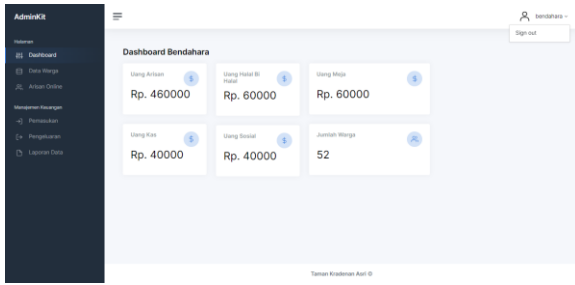 AdminKit
bendahara
Sign out
Halaman
Dashboard
Data Warga
Arisan Online
Manajemen Keuangan
Pemasukan
Pengeluaran
Laporan Data
Dashboard Bendahara
Uang Arisan
$
Rp. 460000
Uang Halal Bi
Halal
$
Rp. 60000
Uang Meja
$
Rp. 60000
Uang Kas
$
Rp. 40000
Uang Sosial
$
Rp. 40000
Jumlah Warga
52
Taman Kradenan Asri ©